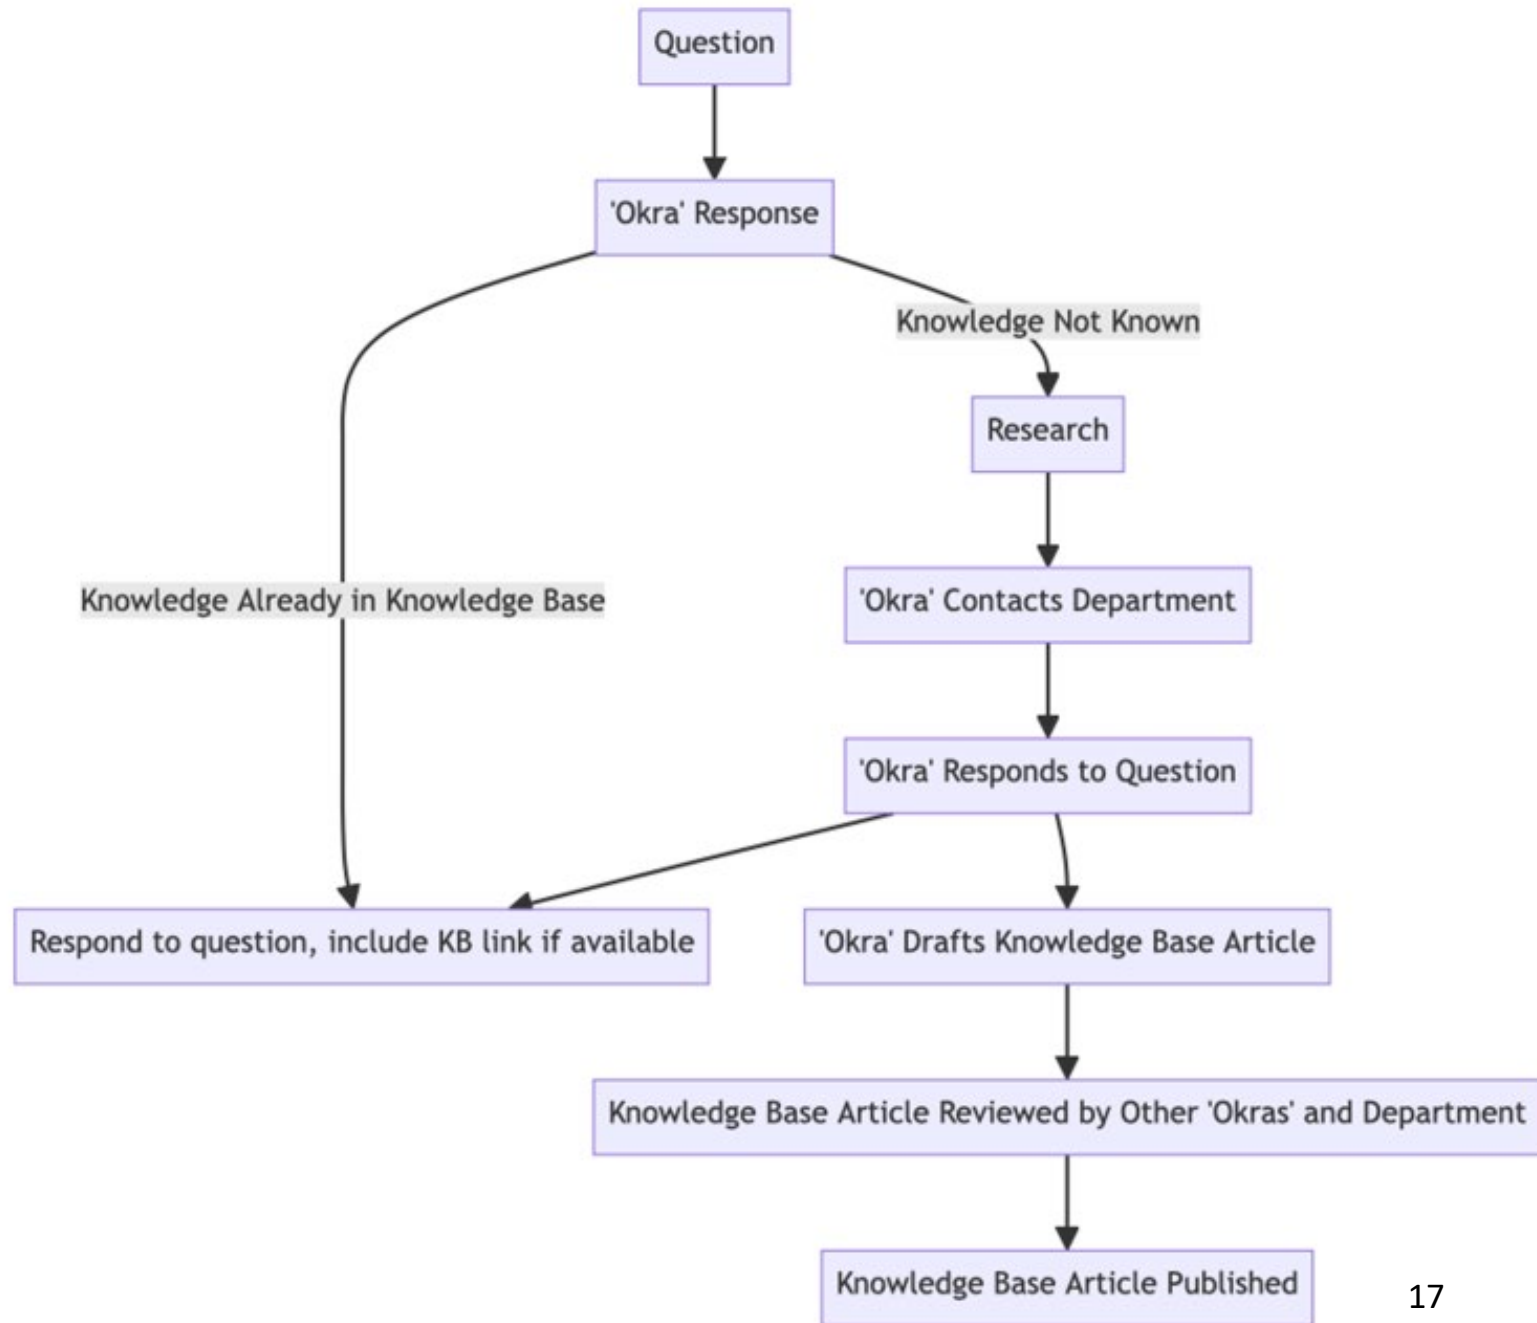 Question
'Okra' Response
Knowledge Not Known
Research
Knowledge Already in Knowledge Base
'Okra' Contacts Department
'Okra' Responds to Question
Respond to question, include KB link if available
'Okra' Drafts Knowledge Base Article
Knowledge Base Article Reviewed by Other 'Okras' and Department
Knowledge Base Article Published
17